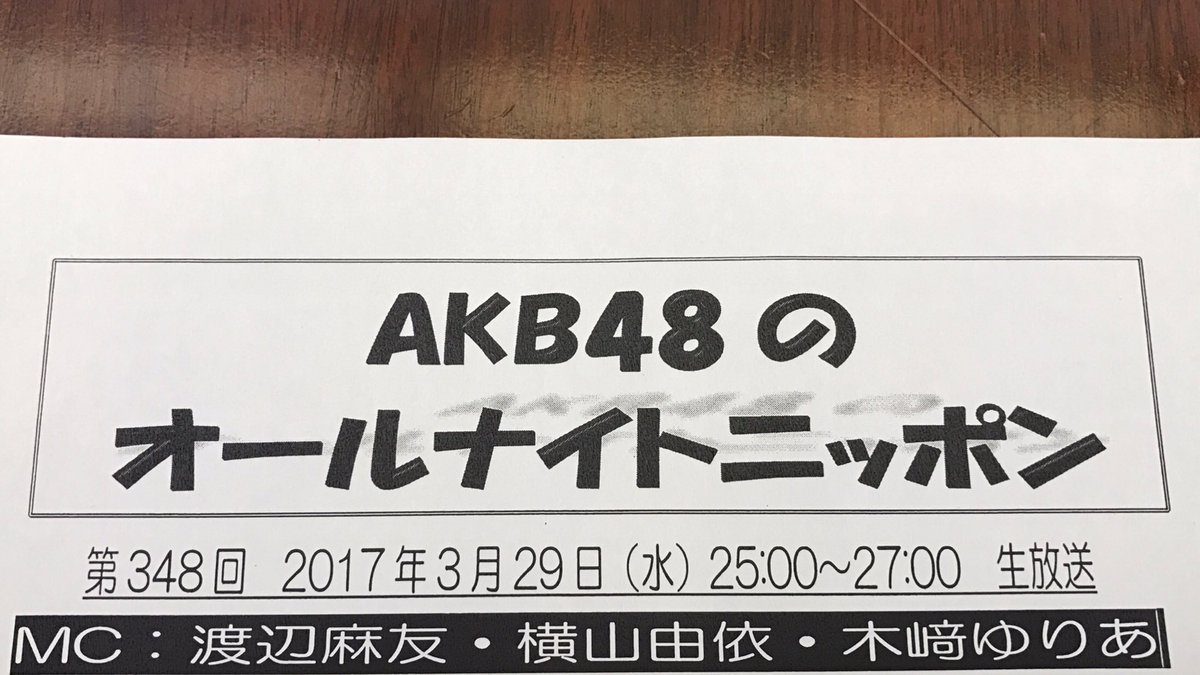 AKB48の
オールナイトニッポン
第348回 2017年3月29日（水）25:00～27:00 生放送
MC：渡辺麻友・横山由依・木﨑ゆりあ